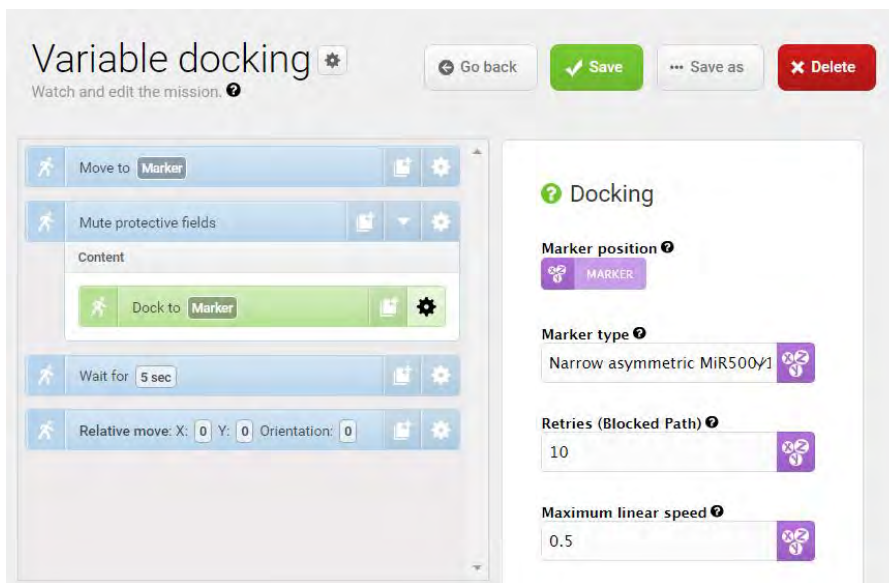 Variable docking
Watch and edit the mission.
Go back
Save
Save as
Delete
Move to Marker
Mute protective fields
Content
Dock to Marker
Wait for 5 sec
Relative move: X: 0 Y: 0 Orientation: 0
Docking
Marker position
MARKER
Marker type
Narrow asymmetric MiR500/1
Retries (Blocked Path)
10
Maximum linear speed
0.5